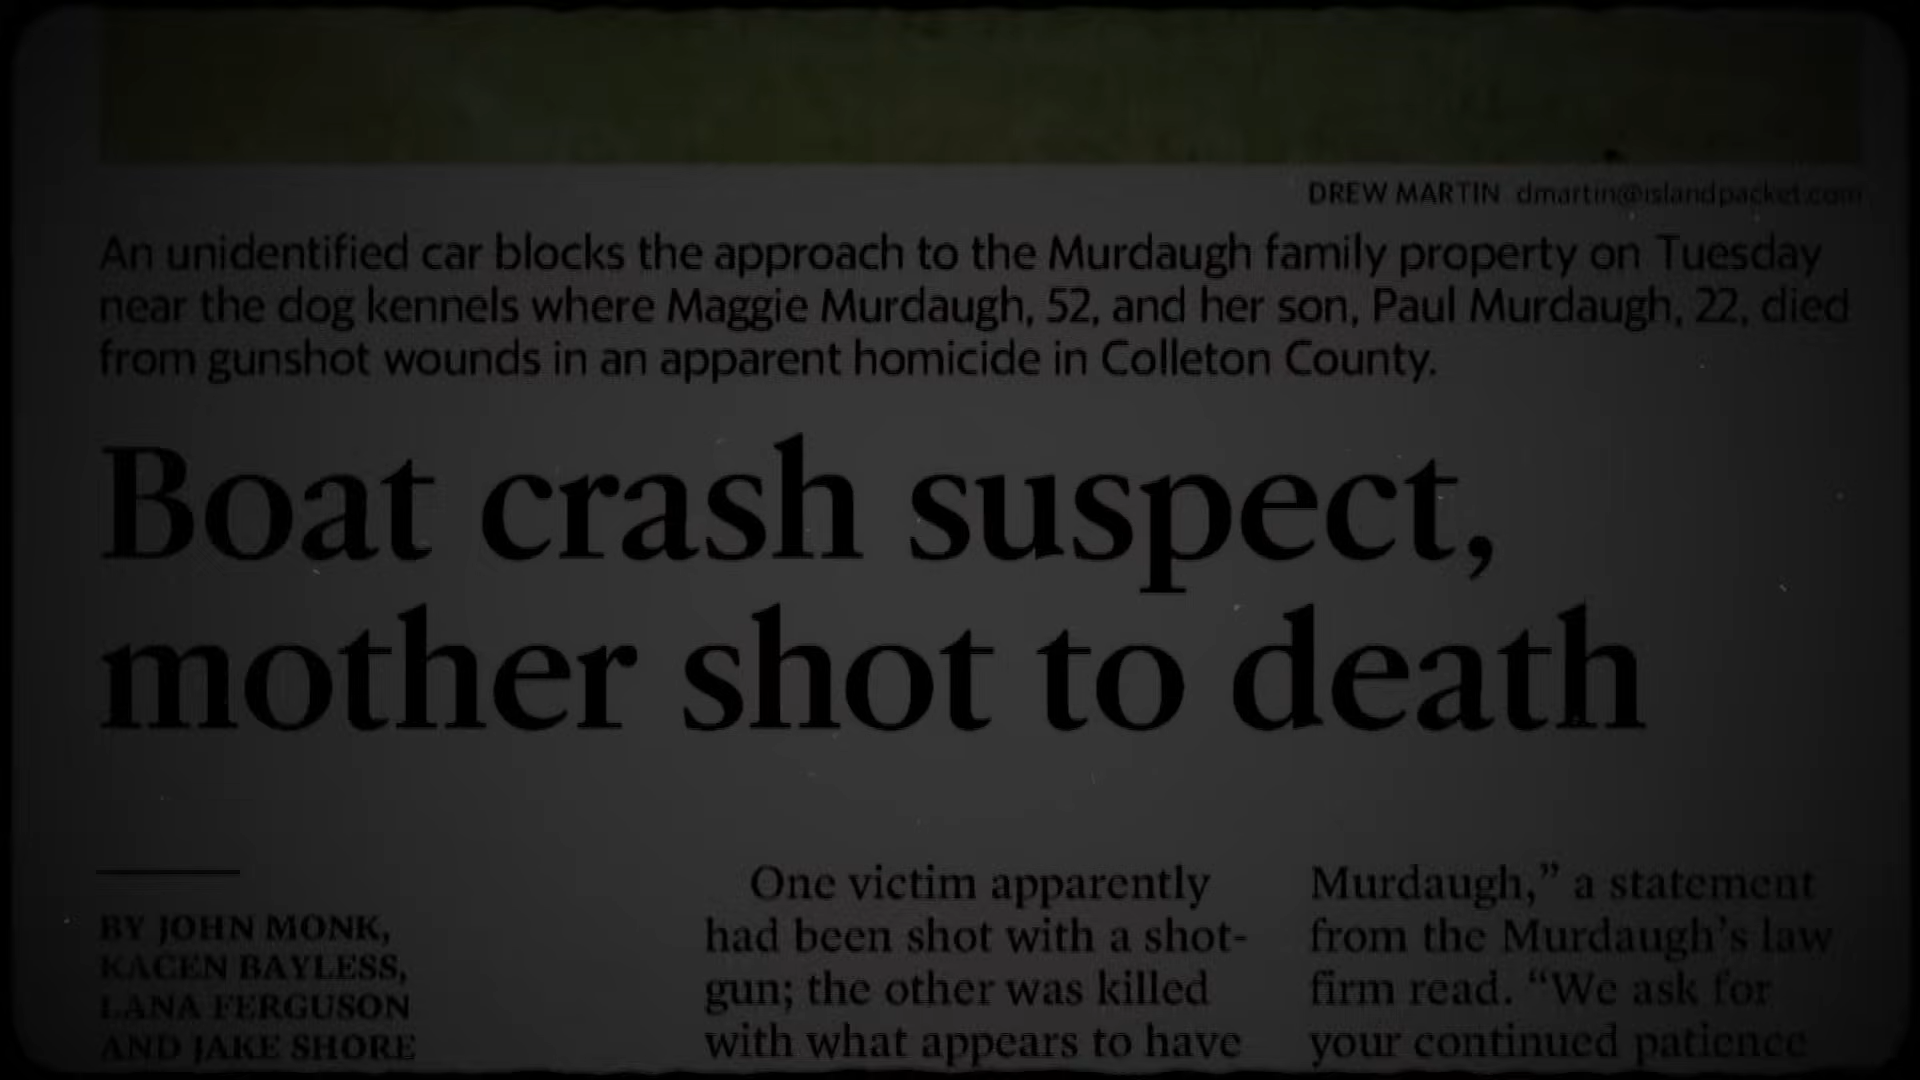 DREW MARTIN dmartin@islandpacket.com
An unidentified car blocks the approach to the Murdaugh family property on Tuesday
near the dog kennels where Maggie Murdaugh, 52, and her son, Paul Murdaugh, 22, died
from gunshot wounds in an apparent homicide in Colleton County.
Boat crash suspect,
mother shot to death
BY JOHN MONK,
KACEN BAYLESS,
LANA FERGUSON
AND JAKE SHORE
One victim apparently
had been shot with a shot-
gun; the other was killed
with what appears to have
Murdaugh,” a statement
from the Murdaugh’s law
firm read. “We ask for
your continued patience